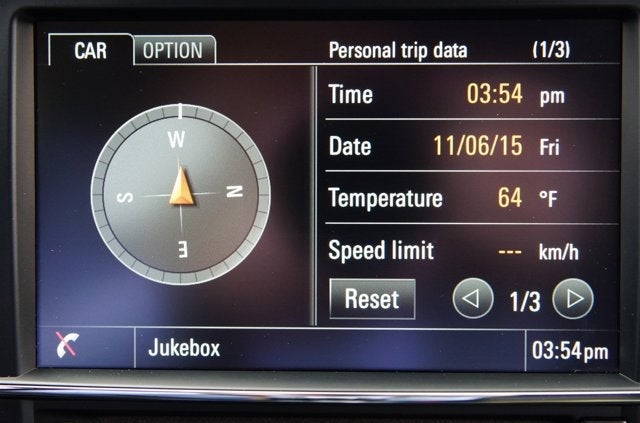 CAR OPTION Personal trip data (1/3)
W
S N
E
Time 03:54 pm
Date 11/06/15 Fri
Temperature 64 °F
Speed limit --- km/h
Reset 1/3
Jukebox 03:54pm